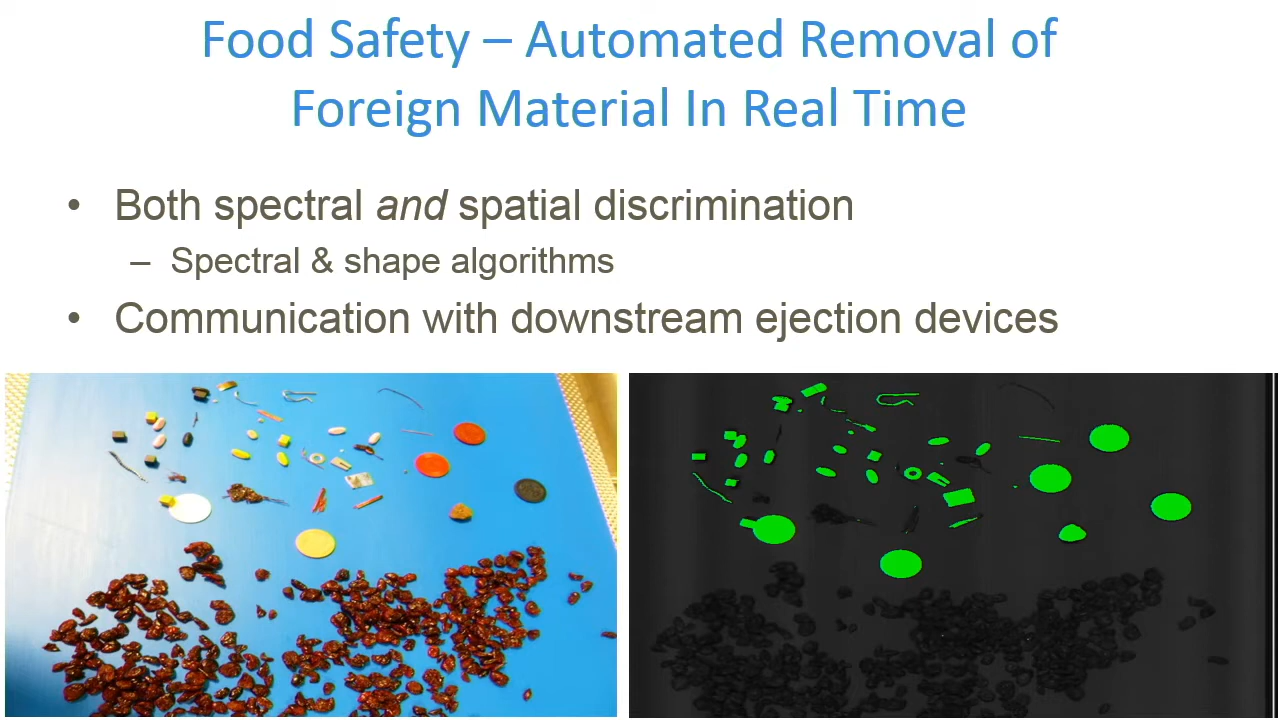 Food Safety – Automated Removal of
Foreign Material In Real Time
• Both spectral and spatial discrimination
– Spectral & shape algorithms
• Communication with downstream ejection devices